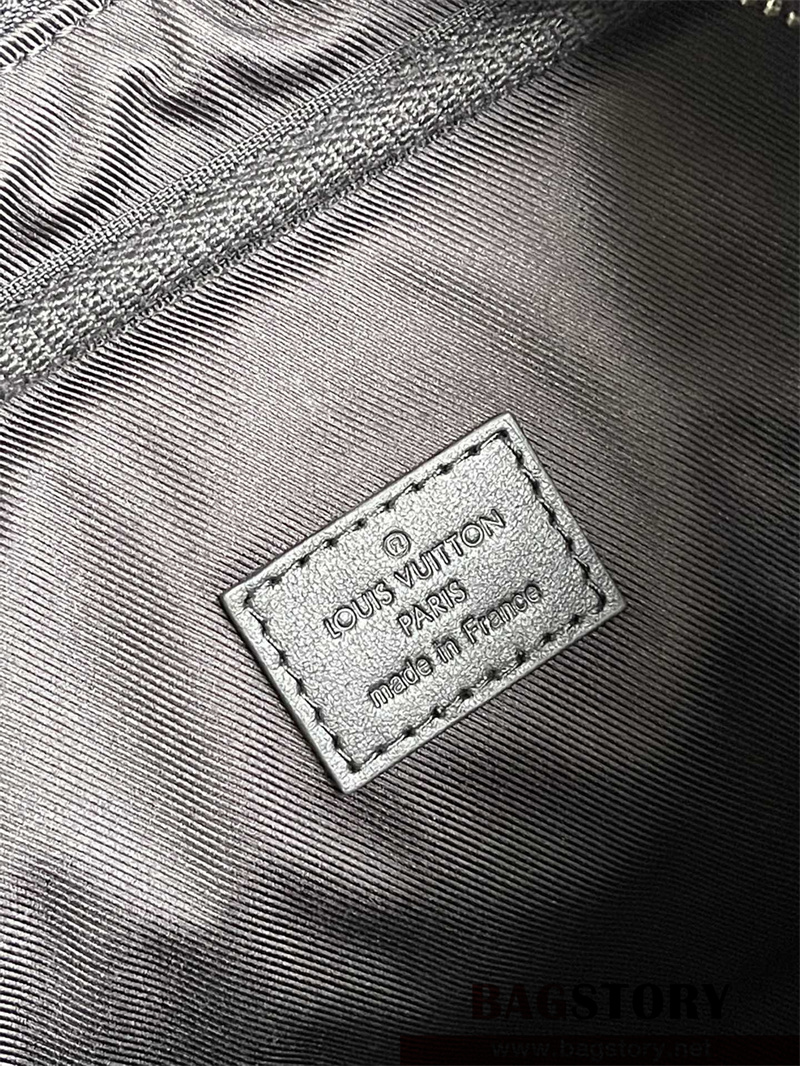 ®
LOUIS VUITTON
PARIS
made in France
BAGSTORY
www.bagstory.net